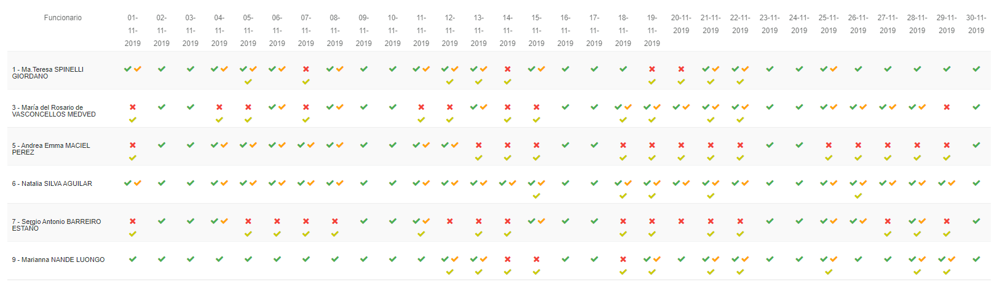 Funcionario 01- 02- 03- 04- 05- 06- 07- 08- 09- 10- 11- 12- 13- 14- 15- 16- 17- 18- 19- 20-11- 21-11- 22-11- 23-11- 24-11- 25-11- 26-11- 27-11- 28-11- 29-11- 30-11-
11- 11- 11- 11- 11- 11- 11- 11- 11- 11- 11- 11- 11- 11- 11- 11- 11- 11- 11- 2019 2019 2019 2019 2019 2019 2019 2019 2019 2019 2019
2019 2019 2019 2019 2019 2019 2019 2019 2019 2019 2019 2019 2019 2019 2019 2019 2019 2019 2019
1 - Ma.Teresa SPINELLI
GIORDANO
3 - María del Rosario de
VASCONCELLOS MEDVED
5 - Andrea Emma MACIEL
PEREZ
6 - Natalia SILVA AGUILAR
7 - Sergio Antonio BARREIRO
ESTAÑO
9 - Marianna NANDE LUONGO